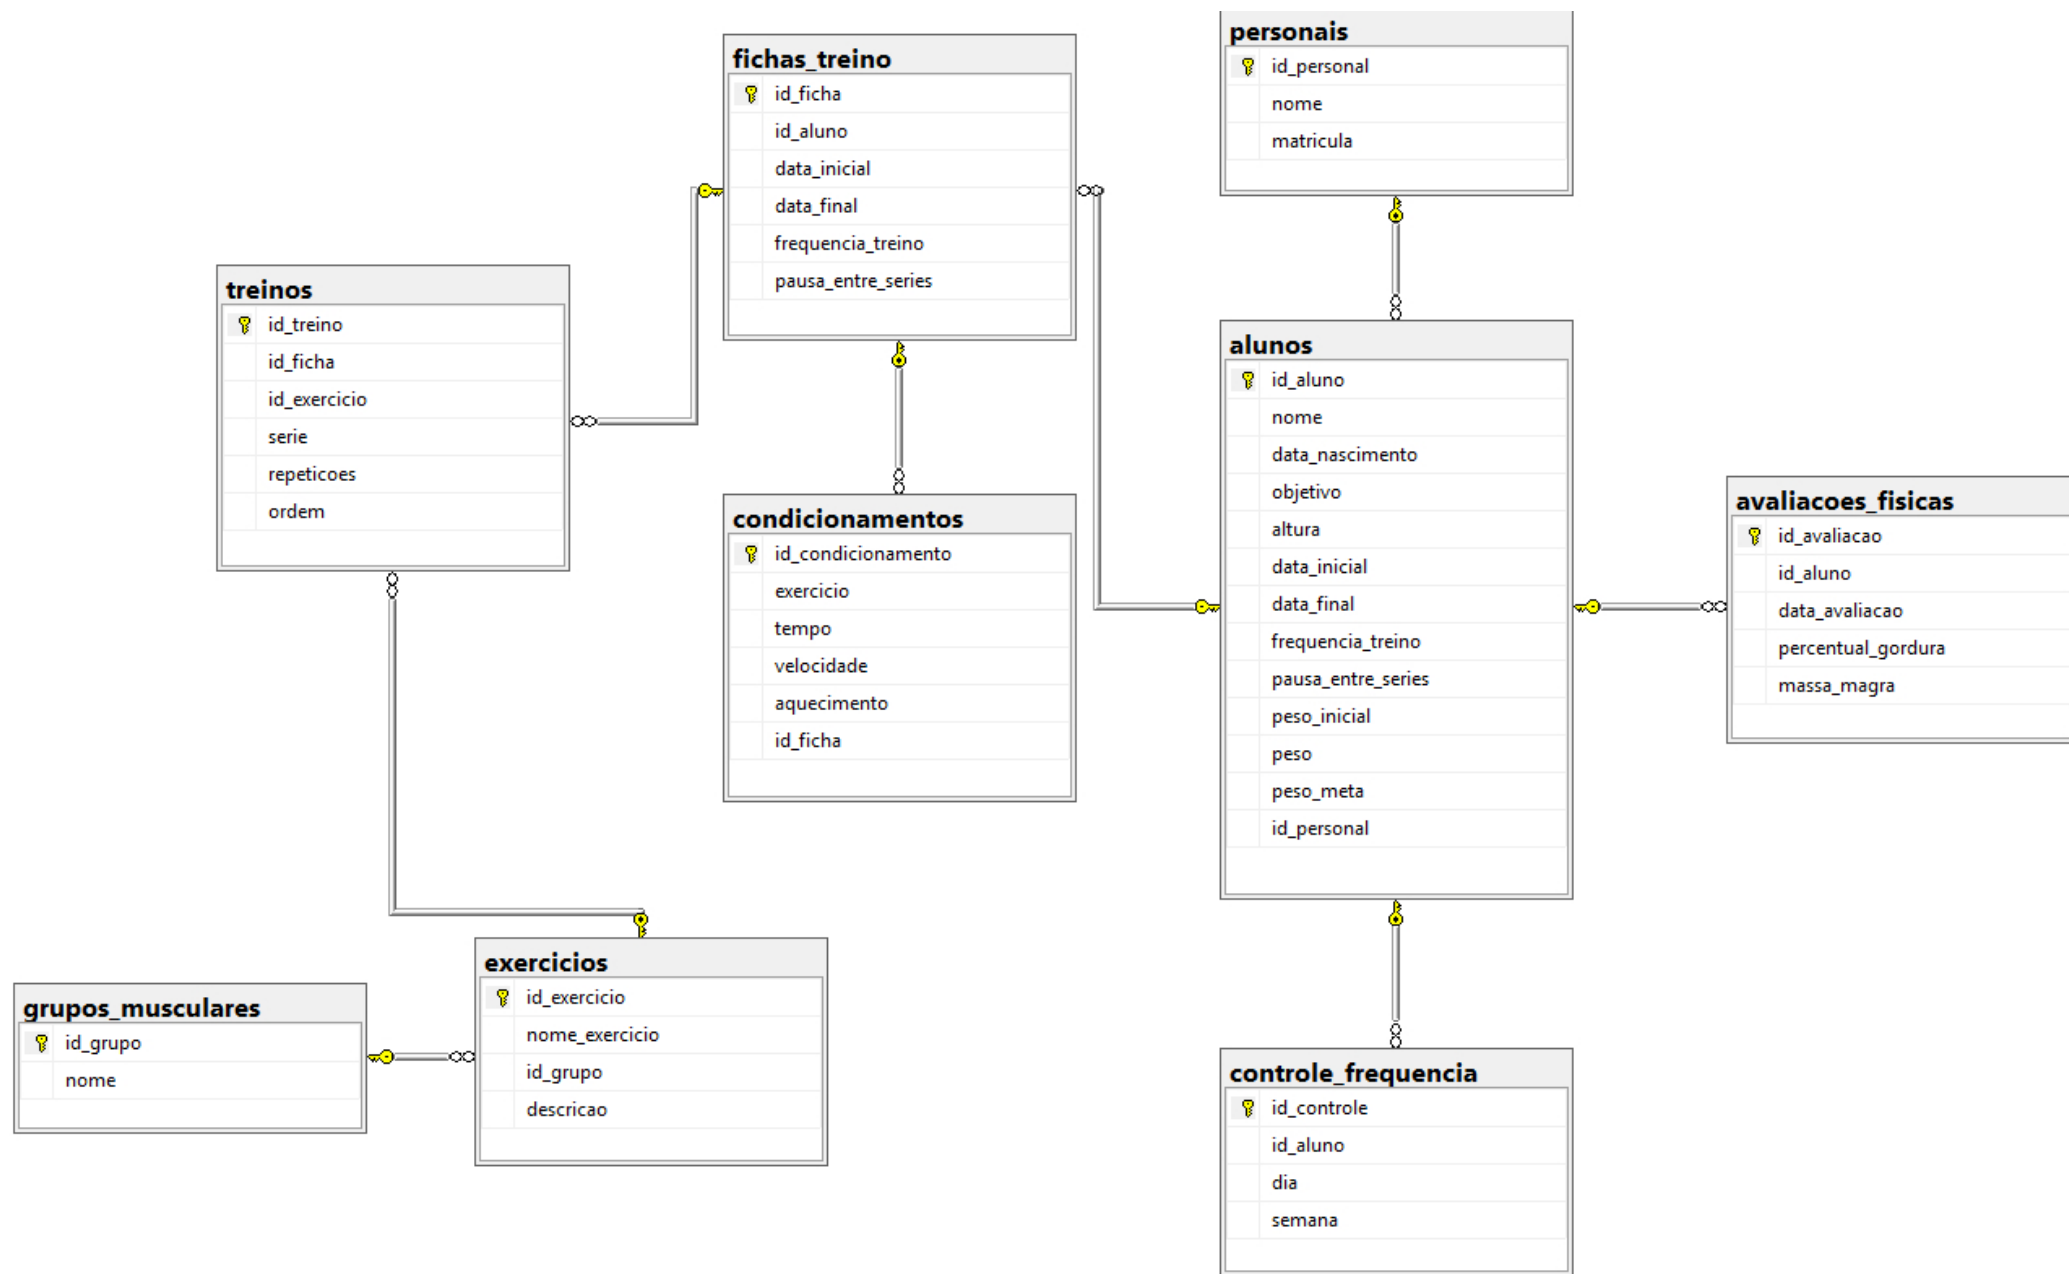 personais
id_personal
nome
matricula
fichas_treino
id_ficha
id_aluno
data_inicial
data_final
frequencia_treino
pausa_entre_series
treinos
id_treino
id_ficha
id_exercicio
serie
repeticoes
ordem
alunos
id_aluno
nome
data_nascimento
objetivo
altura
data_inicial
data_final
frequencia_treino
pausa_entre_series
peso_inicial
peso
peso_meta
id_personal
condicionamentos
id_condicionamento
exercicio
tempo
velocidade
aquecimento
id_ficha
avaliacoes_fisicas
id_avaliacao
id_aluno
data_avaliacao
percentual_gordura
massa_magra
exercicios
id_exercicio
nome_exercicio
id_grupo
descricao
grupos_musculares
id_grupo
nome
controle_frequencia
id_controle
id_aluno
dia
semana